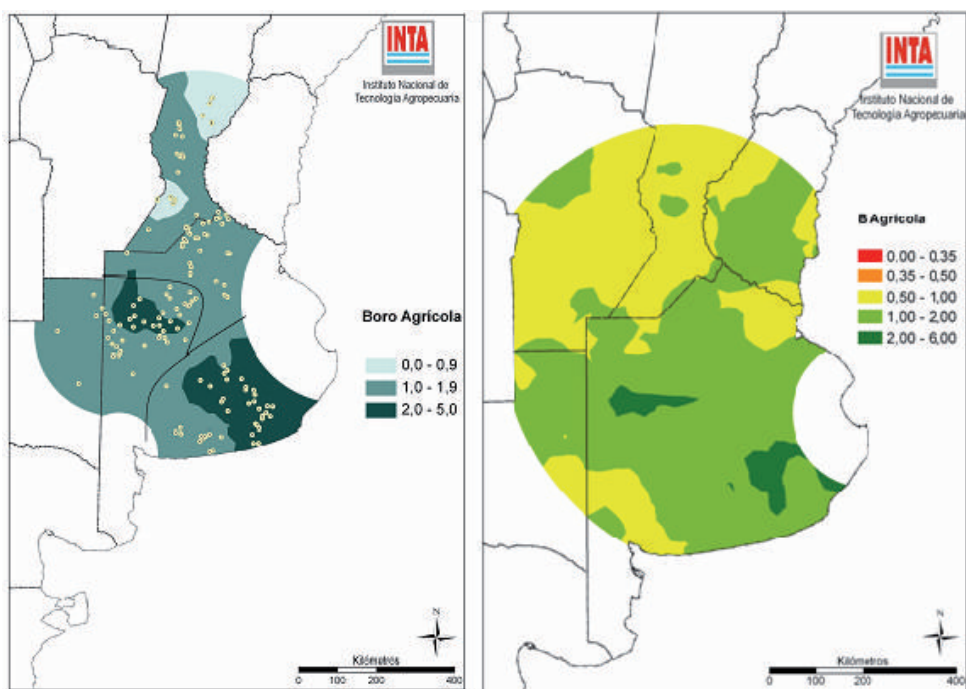 INTA
Instituto Nacional de
Tecnología Agropecuaria
Boro Agrícola
0,0 - 0,9
1,0 - 1,9
2,0 - 5,0
N
Kilómetros
0 100 200 400
INTA
Instituto Nacional de
Tecnología Agropecuaria
B Agrícola
0,00 - 0,35
0,35 - 0,50
0,50 - 1,00
1,00 - 2,00
2,00 - 6,00
N
Kilómetros
0 100 200 400